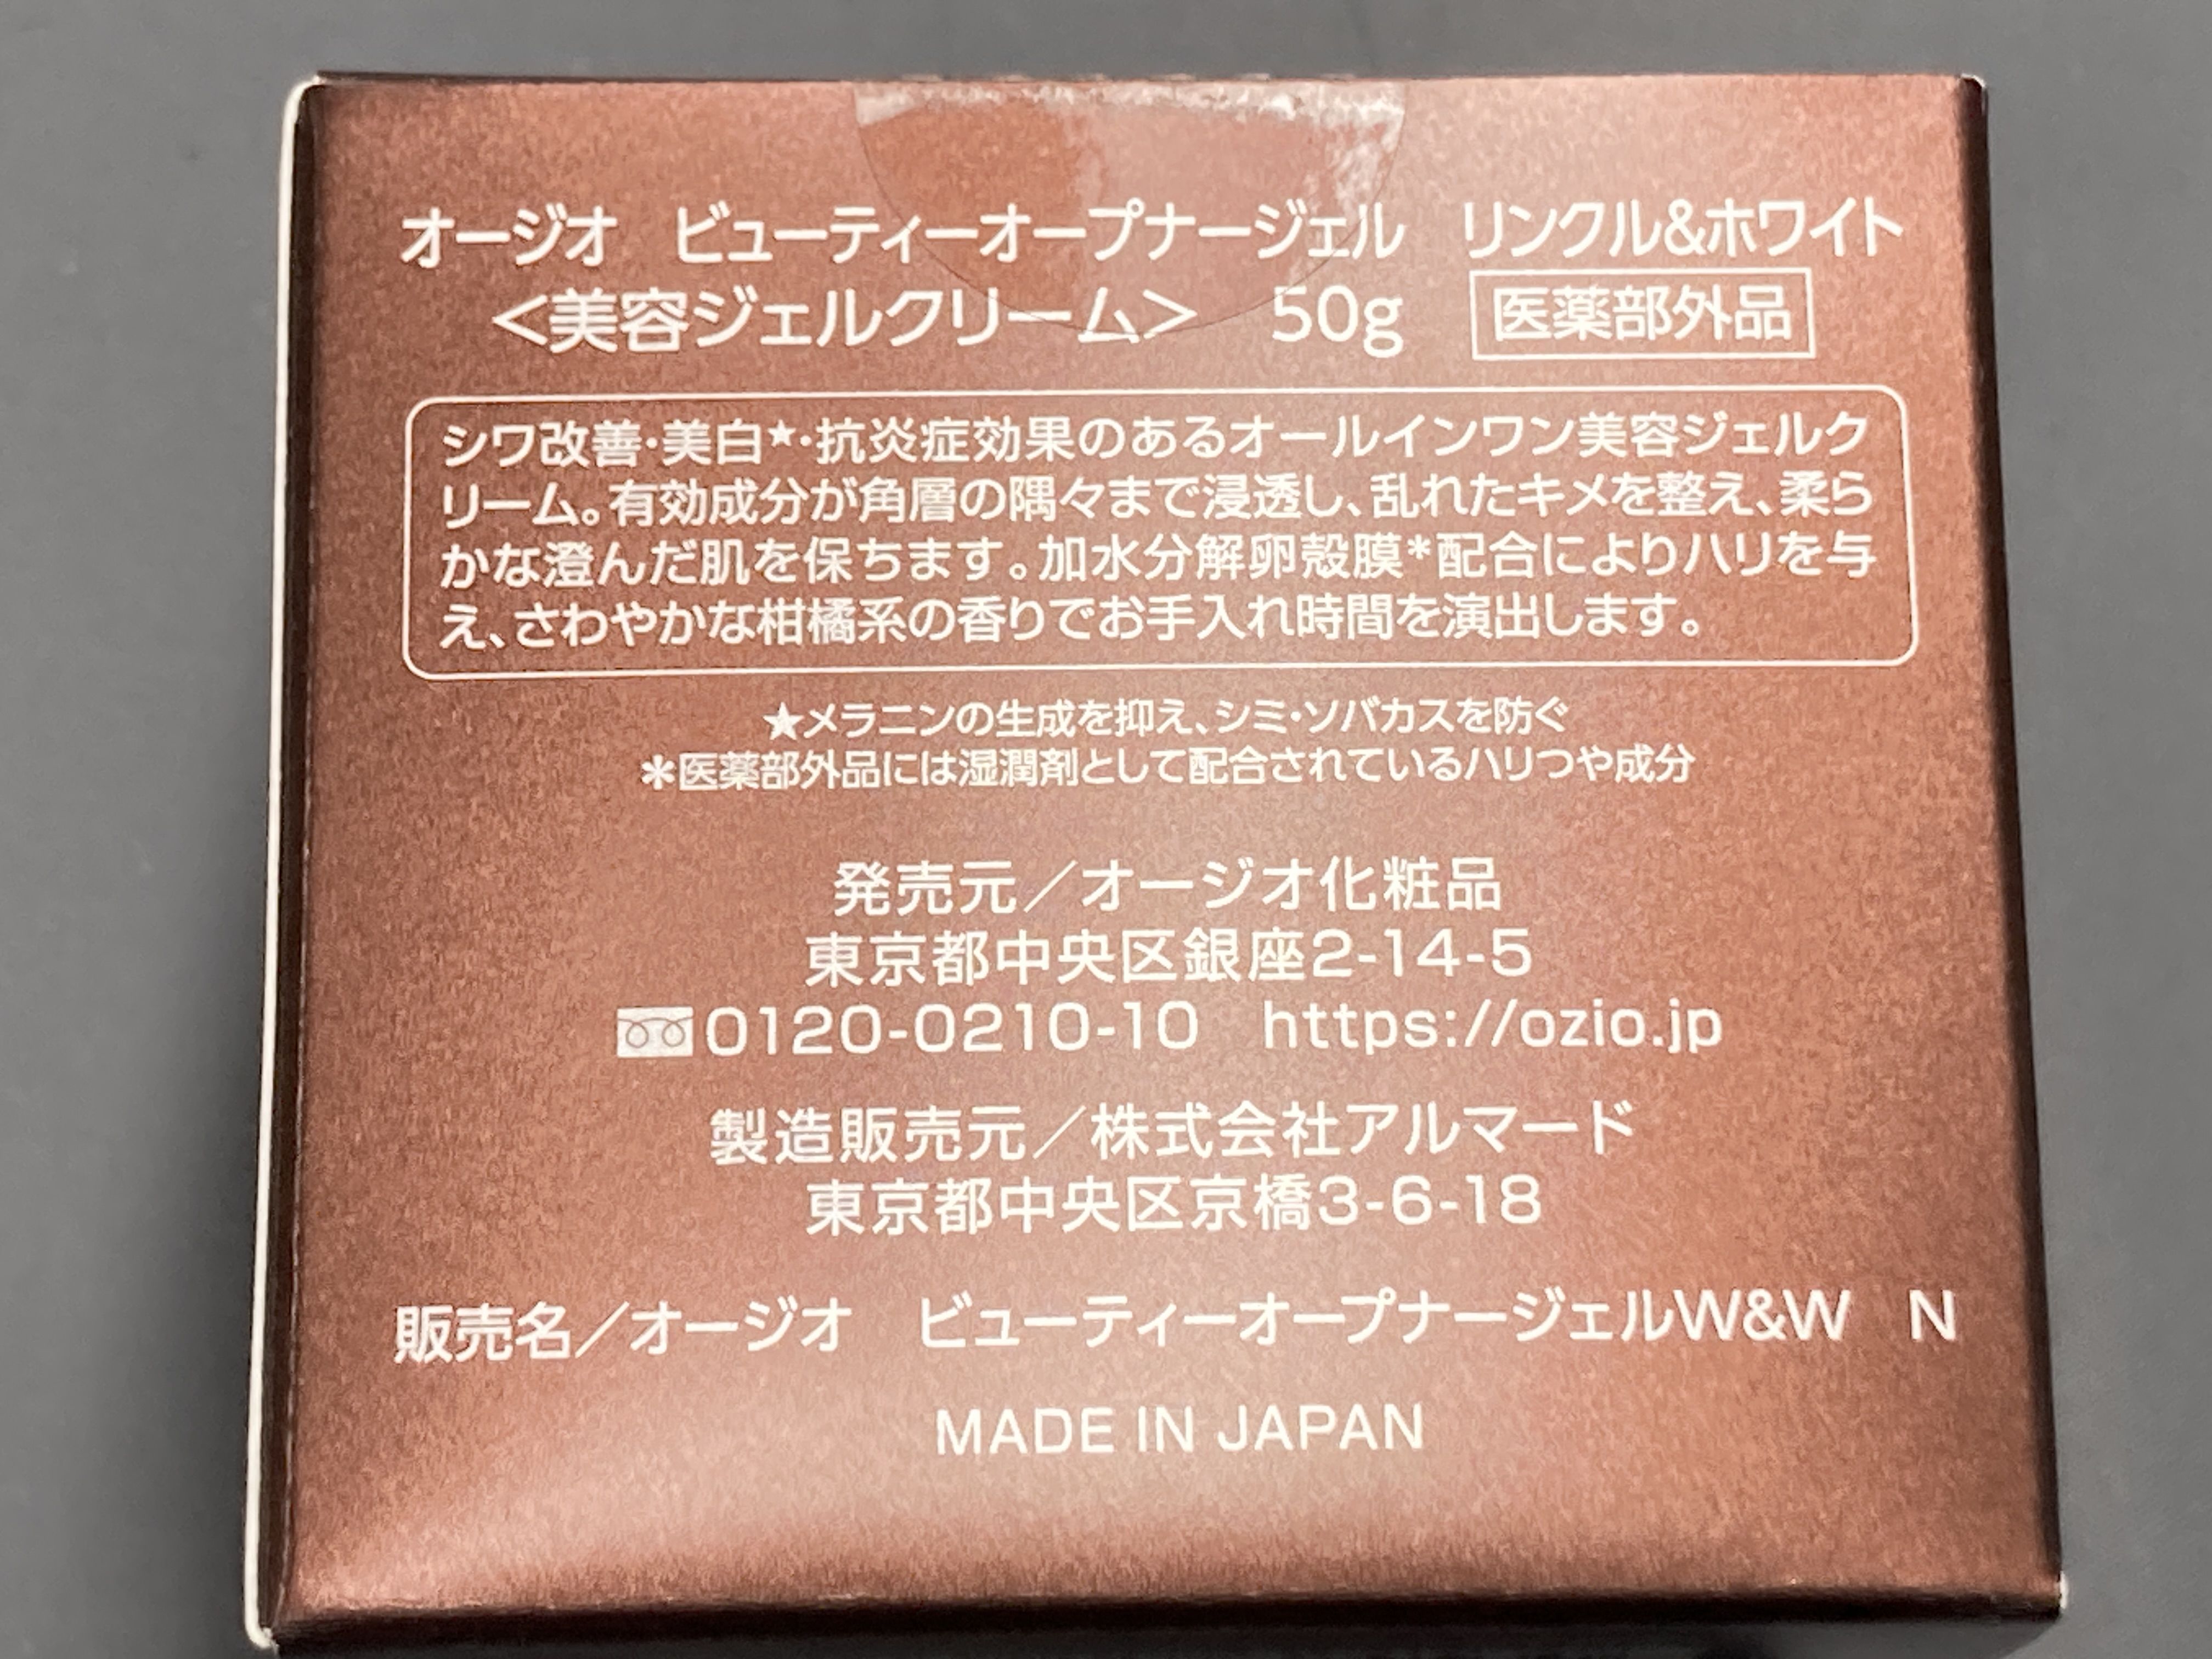 オージオ　ビューティーオープナージェル　リンクル&ホワイト
＜美容ジェルクリーム＞　50g　医薬部外品
シワ改善・美白★・抗炎症効果のあるオールインワン美容ジェルク
リーム。有効成分が角層の隅々まで浸透し、乱れたキメを整え、柔ら
かな澄んだ肌を保ちます。加水分解卵殻膜*配合によりハリを与
え、さわやかな柑橘系の香りでお手入れ時間を演出します。
★メラニンの生成を抑え、シミ・ソバカスを防ぐ
＊医薬部外品には湿潤剤として配合されているハリつや成分
発売元／オージオ化粧品
東京都中央区銀座2-14-5
0120-0210-10　https://ozio.jp
製造販売元／株式会社アルマード
東京都中央区京橋3-6-18
販売名／オージオ　ビューティーオープナージェルW&W　N
MADE IN JAPAN